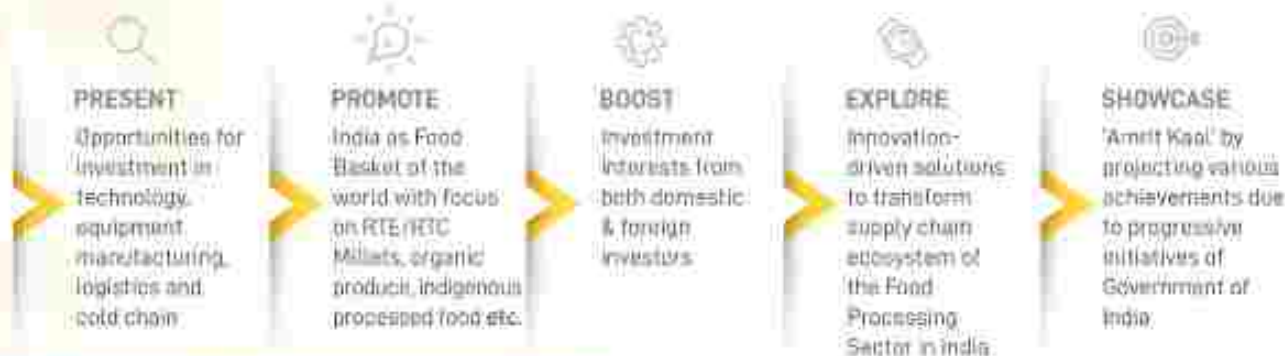 PRESENT
Opportunities for
investment in
technology,
equipment
manufacturing,
logistics and
cold chain
PROMOTE
India as Food
Basket of the
world with focus
on RTE/RTC
Millets, organic
produce, indigenous
processed food etc.
BOOST
Investment
interests from
both domestic
& foreign
investors
EXPLORE
Innovation-
driven solutions
to transform
supply chain
ecosystem of
the Food
Processing
Sector in India
SHOWCASE
'Amrit Kaal' by
projecting various
achievements due
to progressive
initiatives of
Government of
India